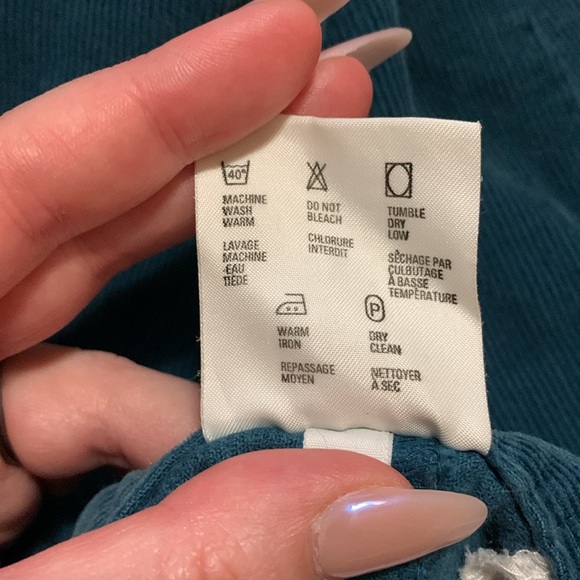 40°
MACHINE
WASH
WARM
LAVAGE
MACHINE
-EAU
TIEDE
DO NOT
BLEACH
CHLORURE
INTERDIT
TUMBLE
DRY
LOW
SÈCHAGE PAR
CULBUTAGE
À BASSE
TEMPÉRATURE
WARM
IRON
REPASSAGE
MOYEN
P
DRY
CLEAN
NETTOYER
A SEC